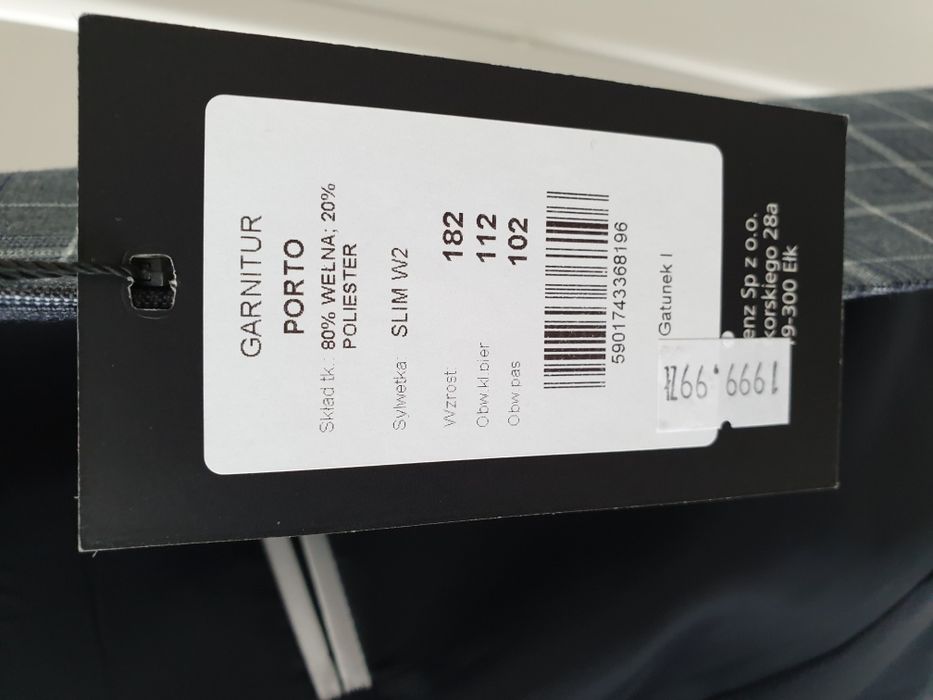 GARNITUR
PORTO
Skład tk.: 80% WEŁNA; 20%
POLIESTER
Sylwetka: SLIM W2
Wzrost 182
Obw.kl.pier 112
Obw.pas 102
5901743368196
Gatunek I
1999.99zł
enz Sp z o.o.
korskiego 28a
9-300 Ełk